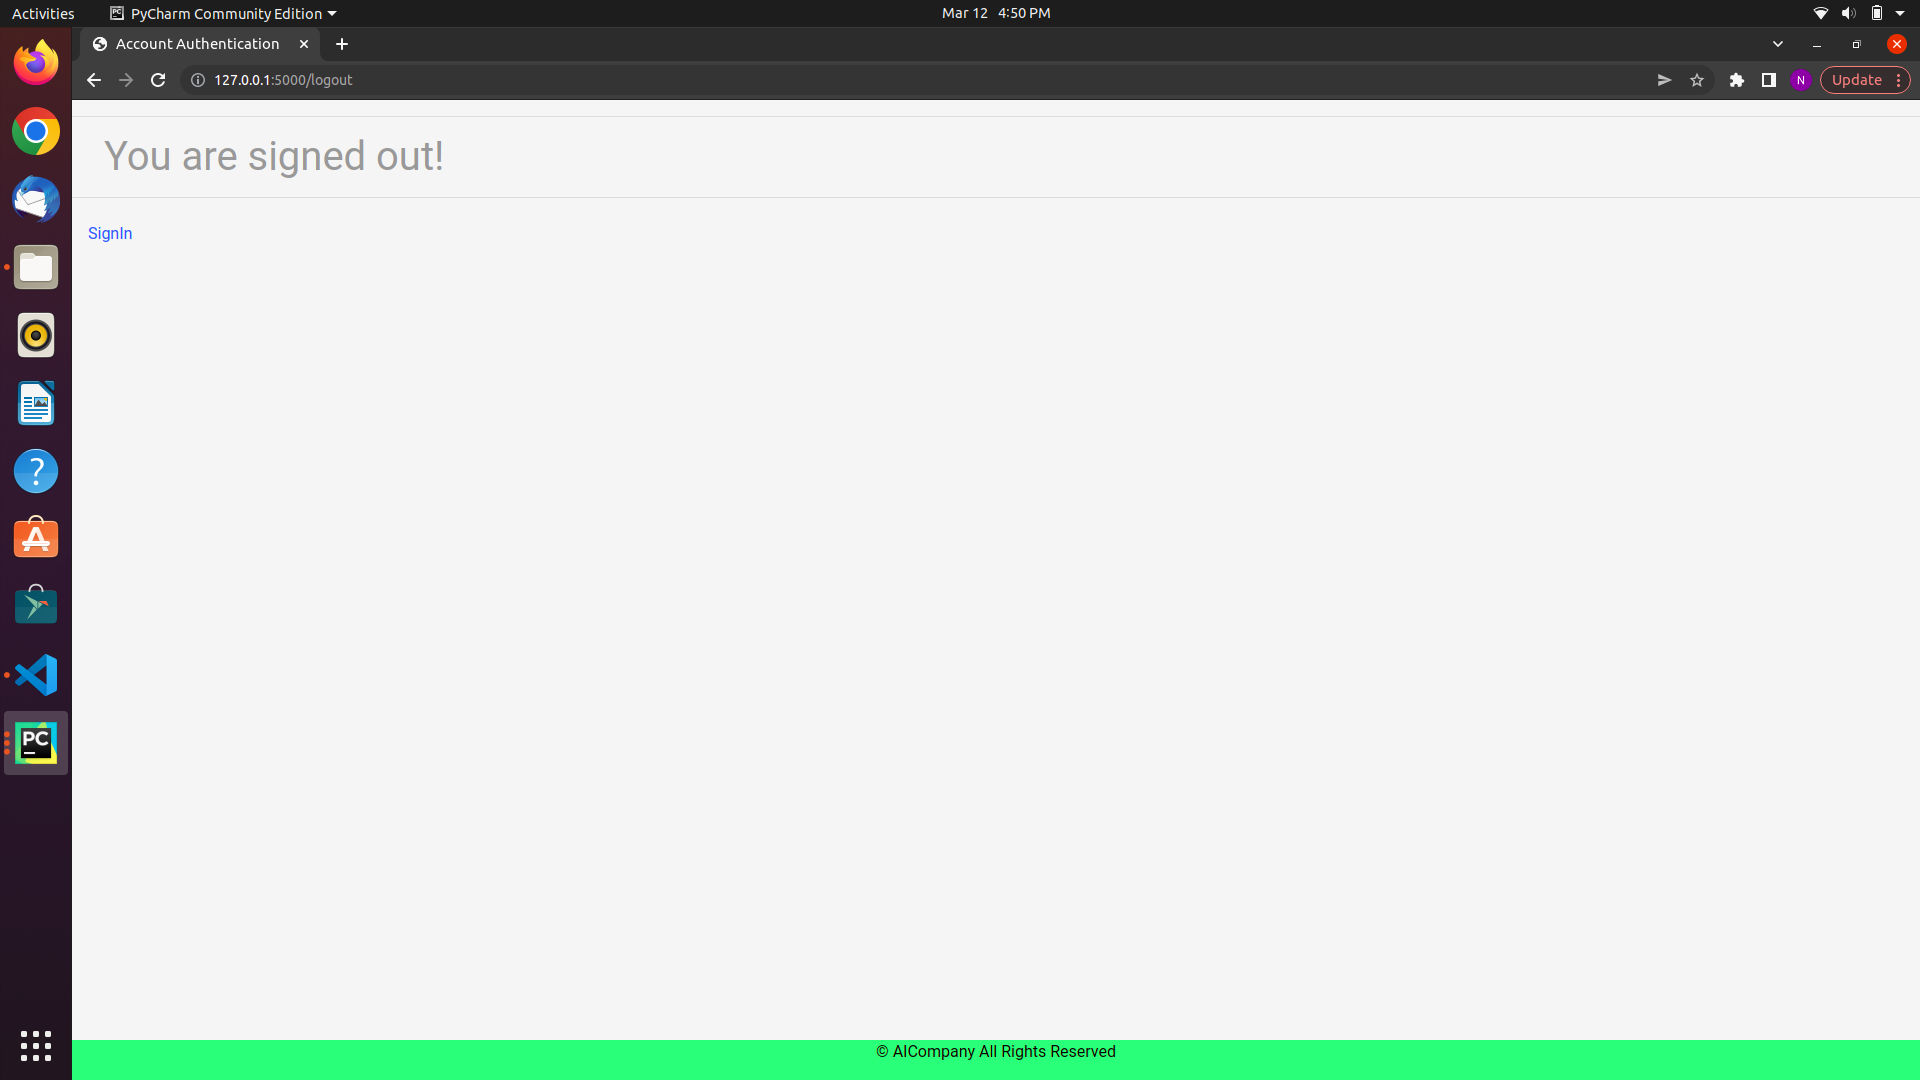 Activities
PyCharm Community Edition
Mar 12 4:50 PM
Account Authentication
127.0.0.1:5000/logout
N
Update
You are signed out!
SignIn
PC
© AICompany All Rights Reserved